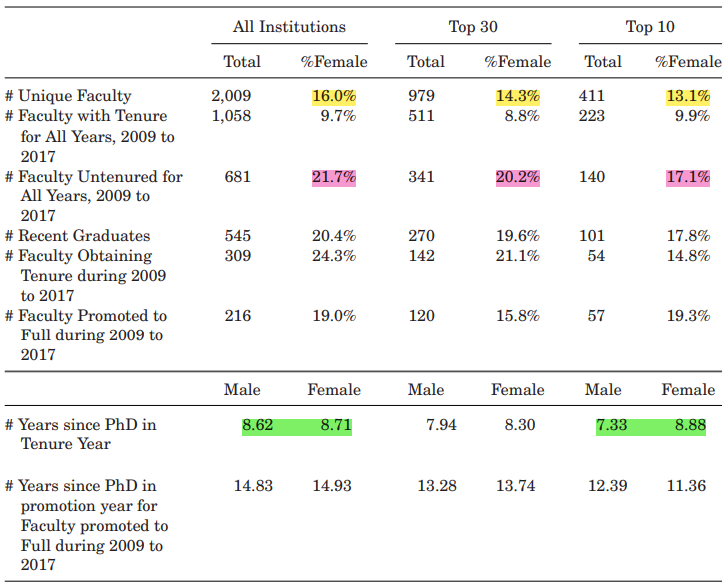 All Institutions Top 30 Top 10
Total %Female Total %Female Total %Female
# Unique Faculty 2,009 16.0% 979 14.3% 411 13.1%
# Faculty with Tenure 1,058 9.7% 511 8.8% 223 9.9%
for All Years, 2009 to
2017
# Faculty Untenured for 681 21.7% 341 20.2% 140 17.1%
All Years, 2009 to
2017
# Recent Graduates 545 20.4% 270 19.6% 101 17.8%
# Faculty Obtaining 309 24.3% 142 21.1% 54 14.8%
Tenure during 2009
to 2017
# Faculty Promoted to 216 19.0% 120 15.8% 57 19.3%
Full during 2009 to
2017
Male Female Male Female Male Female
# Years since PhD in 8.62 8.71 7.94 8.30 7.33 8.88
Tenure Year
# Years since PhD in 14.83 14.93 13.28 13.74 12.39 11.36
promotion year for
Faculty promoted to
Full during 2009 to
2017